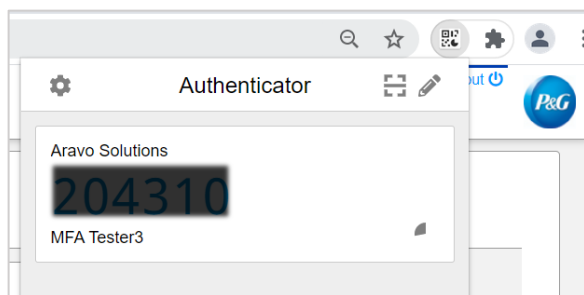 Authenticator
out
P&G
Aravo Solutions
204310
MFA Tester3